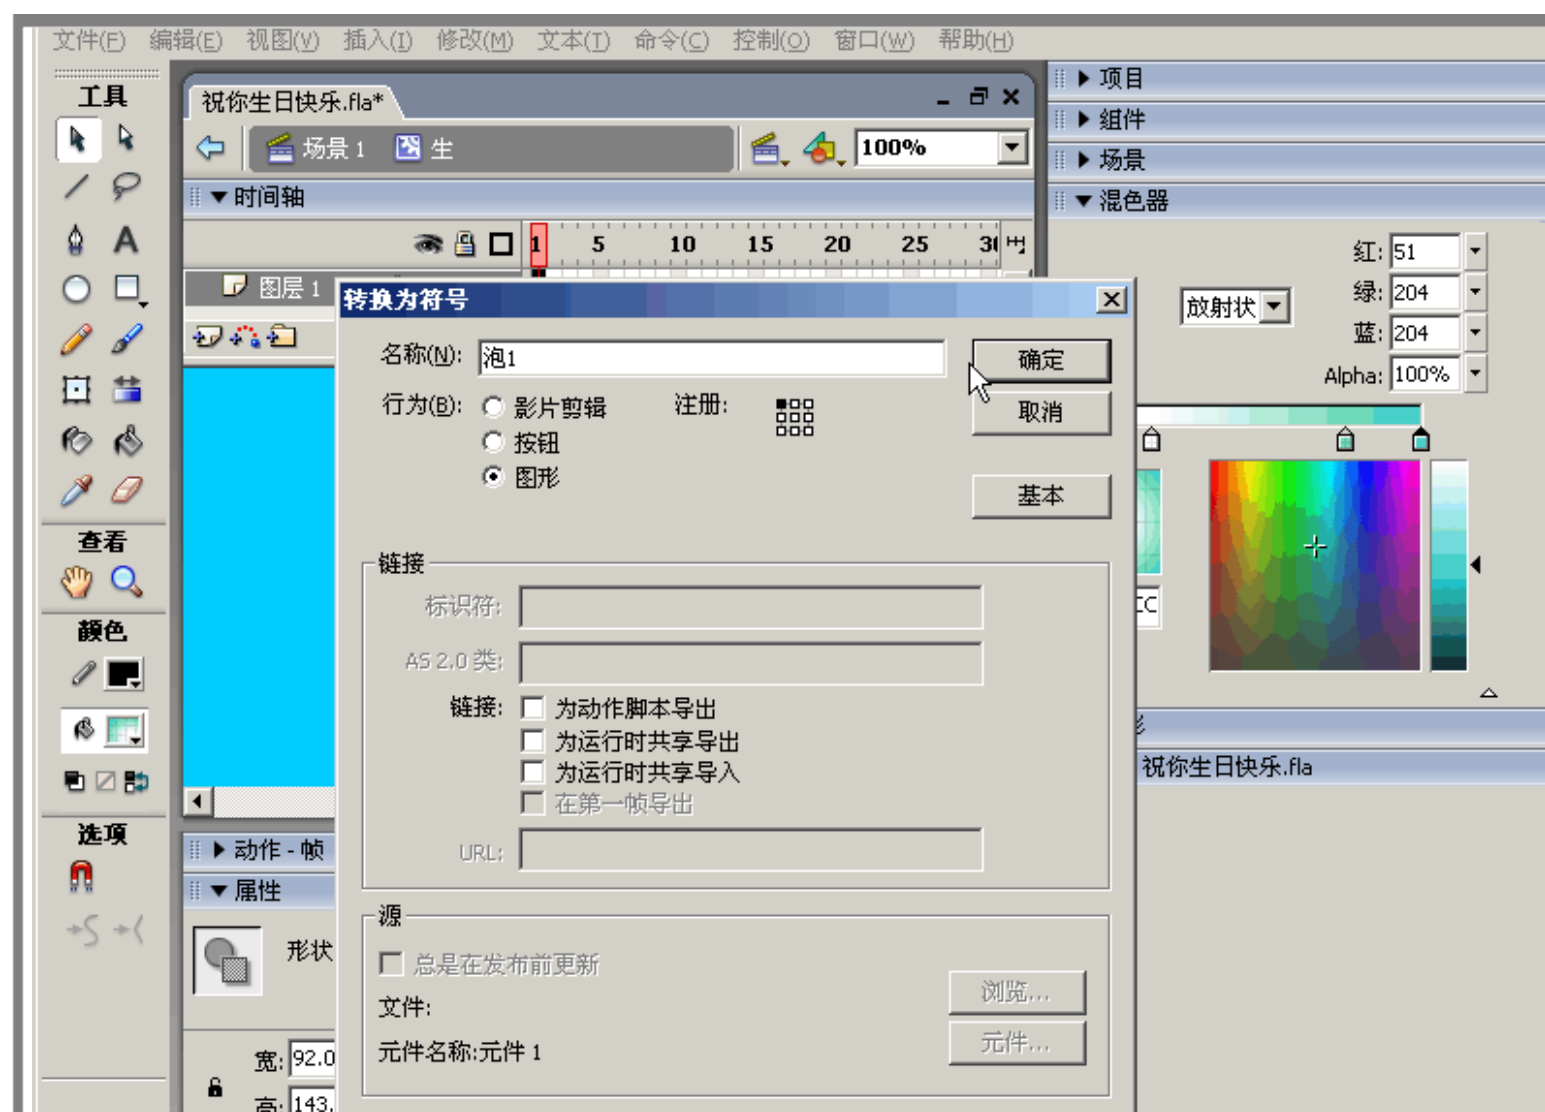 文件(F) 编辑(E) 视图(V) 插入(I) 修改(M) 文本(T) 命令(C) 控制(O) 窗口(W) 帮助(H)
工具
查看
颜色
选项
祝你生日快乐.fla*
场景 1 生 100%
时间轴
1 5 10 15 20 25
图层 1
动作 - 帧
属性
形状
宽: 92.0
高: 143.
转换为符号
名称(N): 泡1 确定
行为(B): 影片剪辑 注册: 取消
按钮
图形
基本
链接
标识符:
AS 2.0 类:
链接: 为动作脚本导出
为运行时共享导出
为运行时共享导入
在第一帧导出
URL:
源
总是在发布前更新
浏览...
文件:
元件名称:元件 1
元件...
项目
组件
场景
混色器
红: 51
放射状 绿: 204
蓝: 204
Alpha: 100%
CC
祝你生日快乐.fla